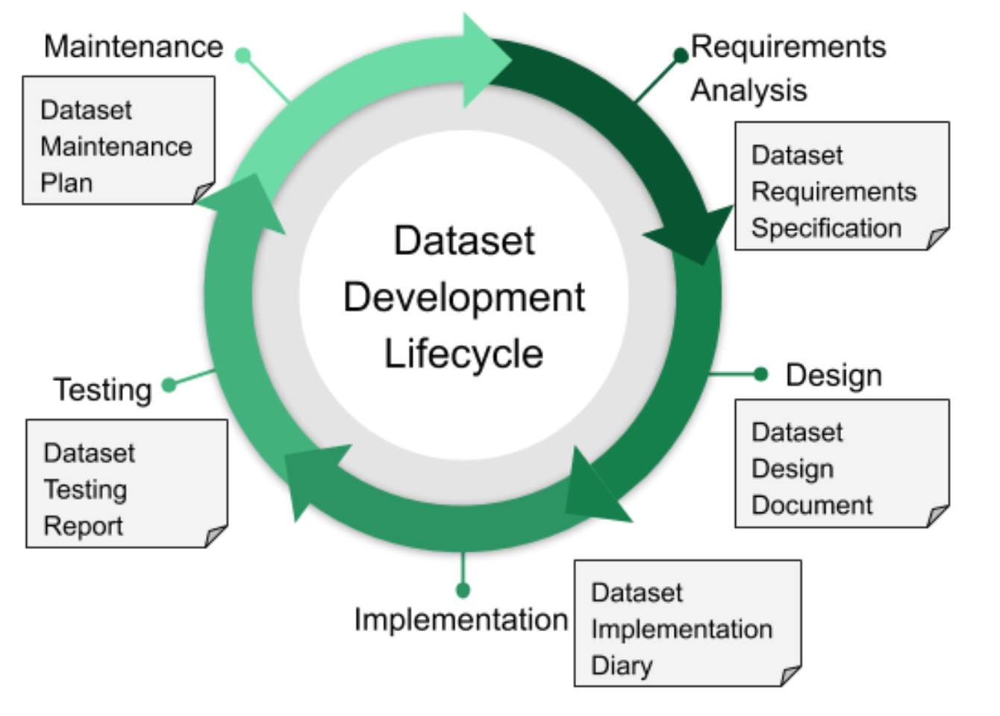 Maintenance
Dataset
Maintenance
Plan
Requirements
Analysis
Dataset
Requirements
Specification
Dataset
Development
Lifecycle
Testing
Dataset
Testing
Report
Design
Dataset
Design
Document
Implementation
Dataset
Implementation
Diary